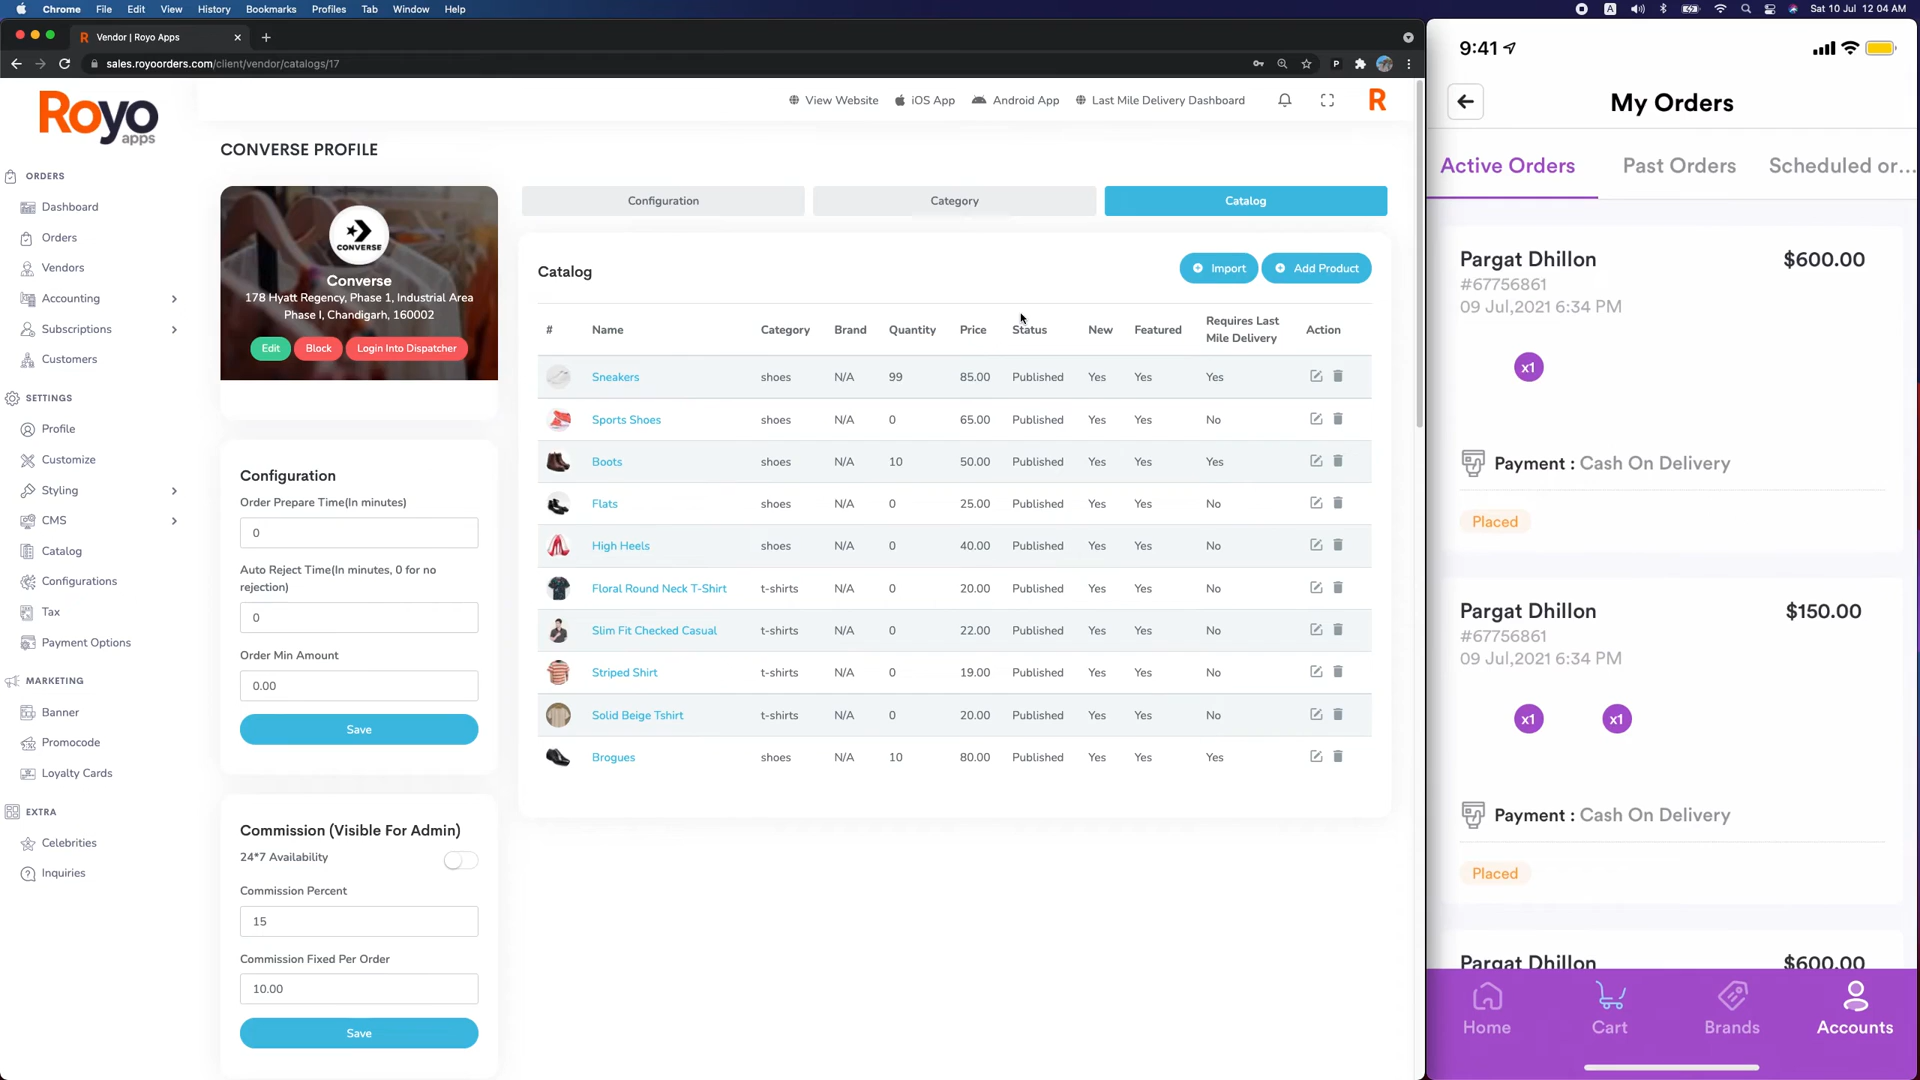 Chrome File Edit View History Bookmarks Profiles Tab Window Help
A Sat 10 Jul 12:04 AM
R Vendor | Royo Apps
sales.royoorders.com/client/vendor/catalogs/17
P
Royo
apps
View Website iOS App Android App Last Mile Delivery Dashboard R
ORDERS
Dashboard
Orders
Vendors
Accounting
Subscriptions
Customers
SETTINGS
Profile
Customize
Styling
CMS
Catalog
Configurations
Tax
Payment Options
MARKETING
Banner
Promocode
Loyalty Cards
EXTRA
Celebrities
Inquiries
CONVERSE PROFILE
CONVERSE
Converse
178 Hyatt Regency, Phase 1, Industrial Area
Phase I, Chandigarh, 160002
Edit Block Login Into Dispatcher
Configuration
Order Prepare Time(In minutes)
0
Auto Reject Time(In minutes, 0 for no
rejection)
0
Order Min Amount
0.00
Save
Commission (Visible For Admin)
24*7 Availability
Commission Percent
15
Commission Fixed Per Order
10.00
Save
Configuration Category Catalog
Catalog
Import Add Product
# Name Category Brand Quantity Price Status New Featured Requires Last Mile Delivery Action
Sneakers shoes N/A 99 85.00 Published Yes Yes Yes
Sports Shoes shoes N/A 0 65.00 Published Yes Yes No
Boots shoes N/A 10 50.00 Published Yes Yes Yes
Flats shoes N/A 0 25.00 Published Yes Yes No
High Heels shoes N/A 0 40.00 Published Yes Yes No
Floral Round Neck T-Shirt t-shirts N/A 0 20.00 Published Yes Yes No
Slim Fit Checked Casual t-shirts N/A 0 22.00 Published Yes Yes No
Striped Shirt t-shirts N/A 0 19.00 Published Yes Yes No
Solid Beige Tshirt t-shirts N/A 0 20.00 Published Yes Yes No
Brogues shoes N/A 10 80.00 Published Yes Yes Yes
9:41
My Orders
Active Orders Past Orders Scheduled or...
Pargat Dhillon $600.00
#67756861
09 Jul,2021 6:34 PM
x1
Payment : Cash On Delivery
Placed
Pargat Dhillon $150.00
#67756861
09 Jul,2021 6:34 PM
x1 x1
Payment : Cash On Delivery
Placed
Pargat Dhillon $600.00
Home Cart Brands Accounts